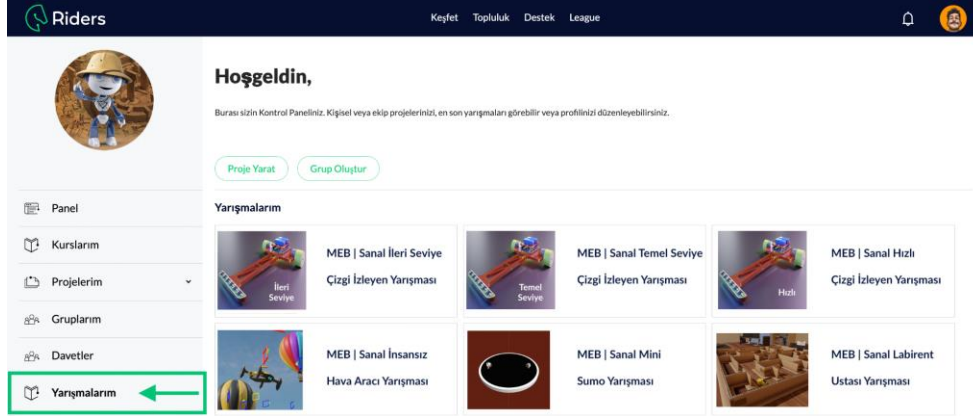 Riders
Keşfet Topluluk Destek League
Hoşgeldin,
Burası sizin Kontrol Paneliniz. Kişisel veya ekip projelerinizi, en son yarışmaları görebilir veya profilinizi düzenleyebilirsiniz.
Proje Yarat Grup Oluştur
Panel
Kurslarım
Projelerim
Gruplarım
Davetler
Yarışmalarım
Yarışmalarım
İleri
Seviye
MEB | Sanal İleri Seviye
Çizgi İzleyen Yarışması
Temel
Seviye
MEB | Sanal Temel Seviye
Çizgi İzleyen Yarışması
Hızlı
MEB | Sanal Hızlı
Çizgi İzleyen Yarışması
MEB | Sanal İnsansız
Hava Aracı Yarışması
MEB | Sanal Mini
Sumo Yarışması
MEB | Sanal Labirent
Ustası Yarışması